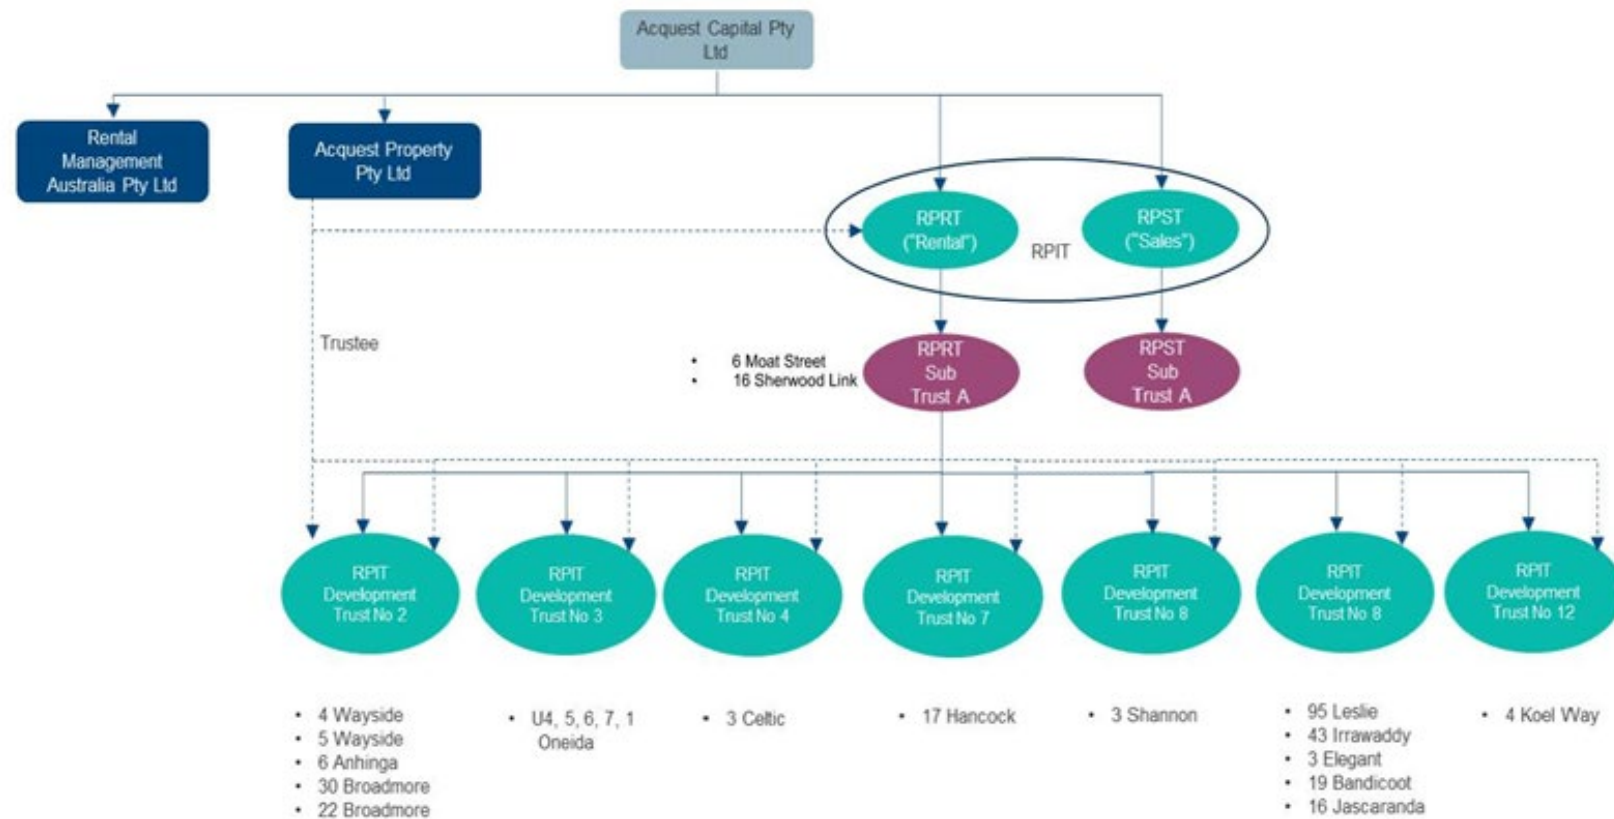 Acquest Capital Pty
Ltd
Rental
Management
Australia Pty Ltd
Acquest Property
Pty Ltd
RPRT
("Rental")
RPIT
RPST
("Sales")
Trustee
• 6 Moat Street
• 16 Sherwood Link
RPRT
Sub
Trust A
RPST
Sub
Trust A
RPIT
Development
Trust No 2
RPIT
Development
Trust No 3
RPIT
Development
Trust No 4
RPIT
Development
Trust No 7
RPIT
Development
Trust No 8
RPIT
Development
Trust No 8
RPIT
Development
Trust No 12
• 4 Wayside
• 5 Wayside
• 6 Anhinga
• 30 Broadmore
• 22 Broadmore
• U4, 5, 6, 7, 1
Oneida
• 3 Celtic
• 17 Hancock
• 3 Shannon
• 95 Leslie
• 43 Irrawaddy
• 3 Elegant
• 19 Bandicoot
• 16 Jascaranda
• 4 Koel Way